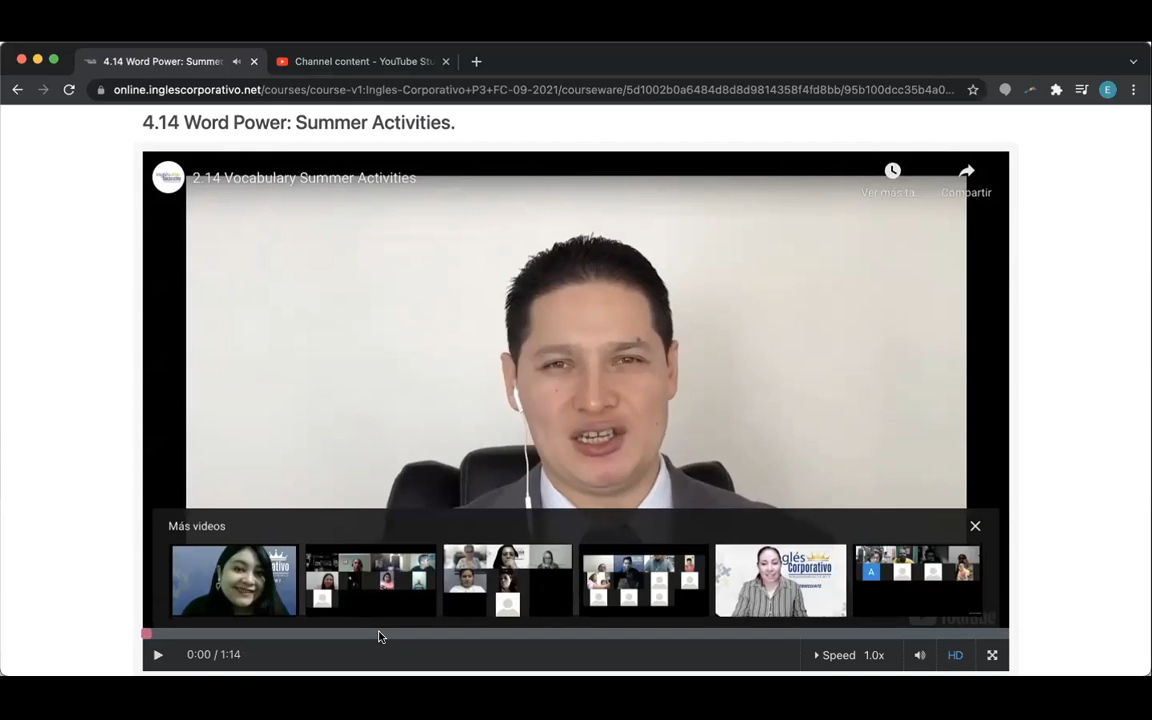 4.14 Word Power: Summe
Channel content - YouTube Stu
online.inglescorporativo.net/courses/course-v1:Ingles-Corporativo+P3+FC-09-2021/courseware/5d1002b0a6484d8d8d9814358f4fd8bb/95b100dcc35b4a0...
E
4.14 Word Power: Summer Activities.
2.14 Vocabulary Summer Activities
Ver más ta...
Compartir
Más videos
glés
Corporativo
A
YouTube
0:00 / 1:14
Speed 1.0x
HD